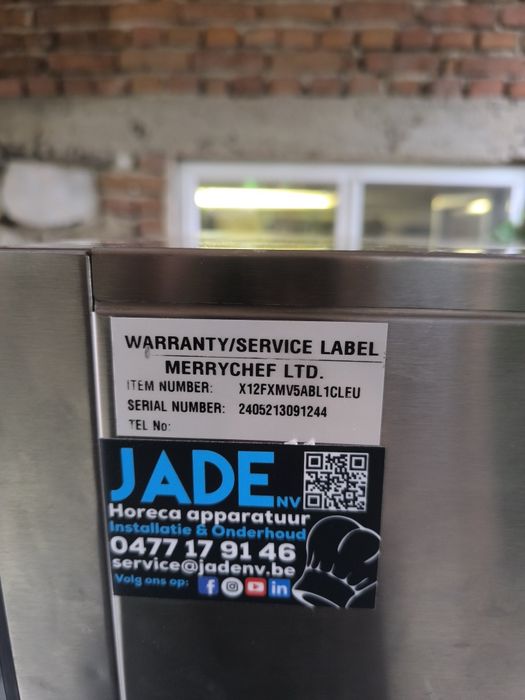 WARRANTY/SERVICE LABEL
MERRYCHEF LTD.
ITEM NUMBER: X12FXMV5ABL1CLEU
SERIAL NUMBER: 2405213091244
TEL No:
JADE NV
Horeca apparatuur
Installatie & Onderhoud
0477 17 91 46
service@jadenv.be
Volg ons op: